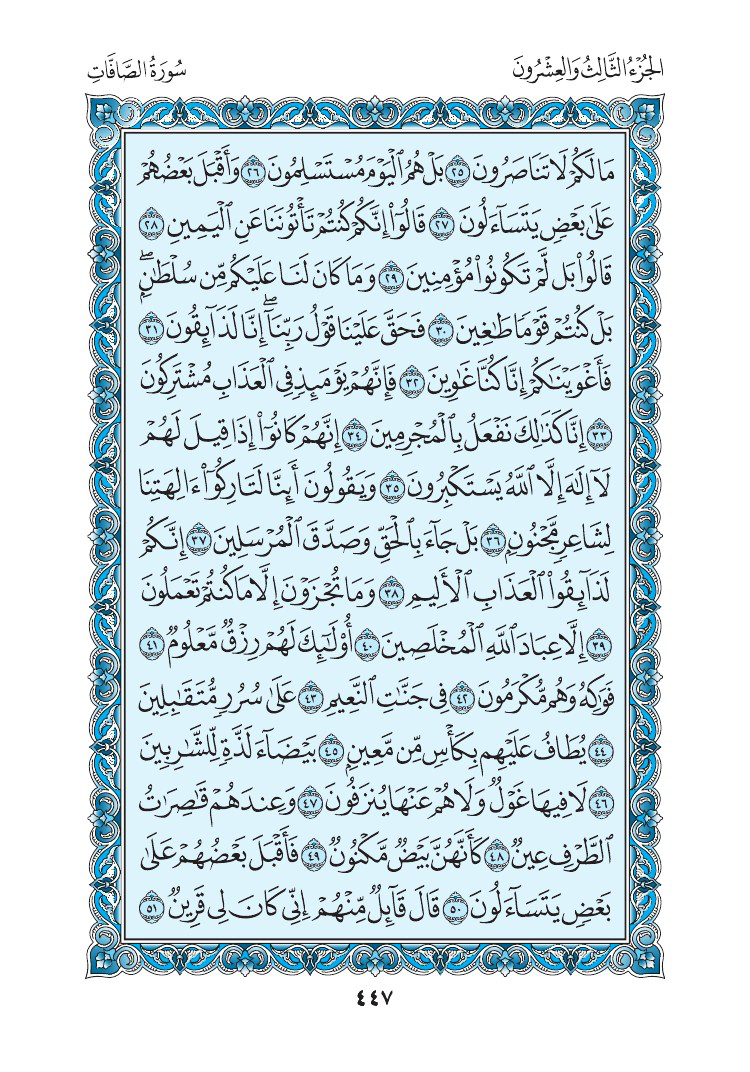 الجُزْءُ الثَّالِثُ وَالعِشْرُونَ
سُورَةُ الصَّافَّاتِ
مَا لَكُمْ لَا تَنَاصَرُونَ ٢٥ بَلْ هُمُ ٱلْيَوْمَ مُسْتَسْلِمُونَ ٢٦ وَأَقْبَلَ بَعْضُهُمْ
عَلَىٰ بَعْضٍ يَتَسَآءَلُونَ ٢٧ قَالُوٓا۟ إِنَّكُمْ كُنتُمْ تَأْتُونَنَا عَنِ ٱلْيَمِينِ ٢٨
قَالُوا۟ بَل لَّمْ تَكُونُوا۟ مُؤْمِنِينَ ٢٩ وَمَا كَانَ لَنَا عَلَيْكُم مِّن سُلْطَٰنٍۭ ۖ
بَلْ كُنتُمْ قَوْمًا طَٰغِينَ ٣٠ فَحَقَّ عَلَيْنَا قَوْلُ رَبِّنَآ ۖ إِنَّا لَذَآئِقُونَ ٣١
فَأَغْوَيْنَٰكُمْ إِنَّا كُنَّا غَٰوِينَ ٣٢ فَإِنَّهُمْ يَوْمَئِذٍ فِى ٱلْعَذَابِ مُشْتَرِكُونَ
٣٣ إِنَّا كَذَٰلِكَ نَفْعَلُ بِٱلْمُجْرِمِينَ ٣٤ إِنَّهُمْ كَانُوٓا۟ إِذَا قِيلَ لَهُمْ
لَآ إِلَٰهَ إِلَّا ٱللَّهُ يَسْتَكْبِرُونَ ٣٥ وَيَقُولُونَ أَئِنَّا لَتَارِكُوٓا۟ ءَالِهَتِنَا
لِشَاعِرٍ مَّجْنُونٍۭ ٣٦ بَلْ جَآءَ بِٱلْحَقِّ وَصَدَّقَ ٱلْمُرْسَلِينَ ٣٧ إِنَّكُمْ
لَذَآئِقُوا۟ ٱلْعَذَابِ ٱلْأَلِيمِ ٣٨ وَمَا تُجْزَوْنَ إِلَّا مَا كُنتُمْ تَعْمَلُونَ
٣٩ إِلَّا عِبَادَ ٱللَّهِ ٱلْمُخْلَصِينَ ٤٠ أُو۟لَٰٓئِكَ لَهُمْ رِزْقٌ مَّعْلُومٌ ٤١
فَوَٰكِهُ وَهُم مُّكْرَمُونَ ٤٢ فِى جَنَّٰتِ ٱلنَّعِيمِ ٤٣ عَلَىٰ سُرُرٍ مُّتَقَٰبِلِينَ
٤٤ يُطَافُ عَلَيْهِم بِكَأْسٍ مِّن مَّعِينٍۭ ٤٥ بَيْضَآءَ لَذَّةٍ لِّلشَّٰرِبِينَ
٤٦ لَا فِيهَا غَوْلٌ وَلَا هُمْ عَنْهَا يُنزَفُونَ ٤٧ وَعِندَهُمْ قَٰصِرَٰتُ
ٱلطَّرْفِ عِينٌ ٤٨ كَأَنَّهُنَّ بَيْضٌ مَّكْنُونٌ ٤٩ فَأَقْبَلَ بَعْضُهُمْ عَلَىٰ
بَعْضٍ يَتَسَآءَلُونَ ٥٠ قَالَ قَآئِلٌ مِّنْهُمْ إِنِّى كَانَ لِى قَرِينٌ ٥١
٤٤٧